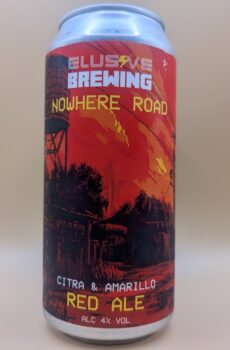 ELUSIVE
BREWING
NOWHERE ROAD
CITRA & AMARILLO
RED ALE
ALC 4% VOL